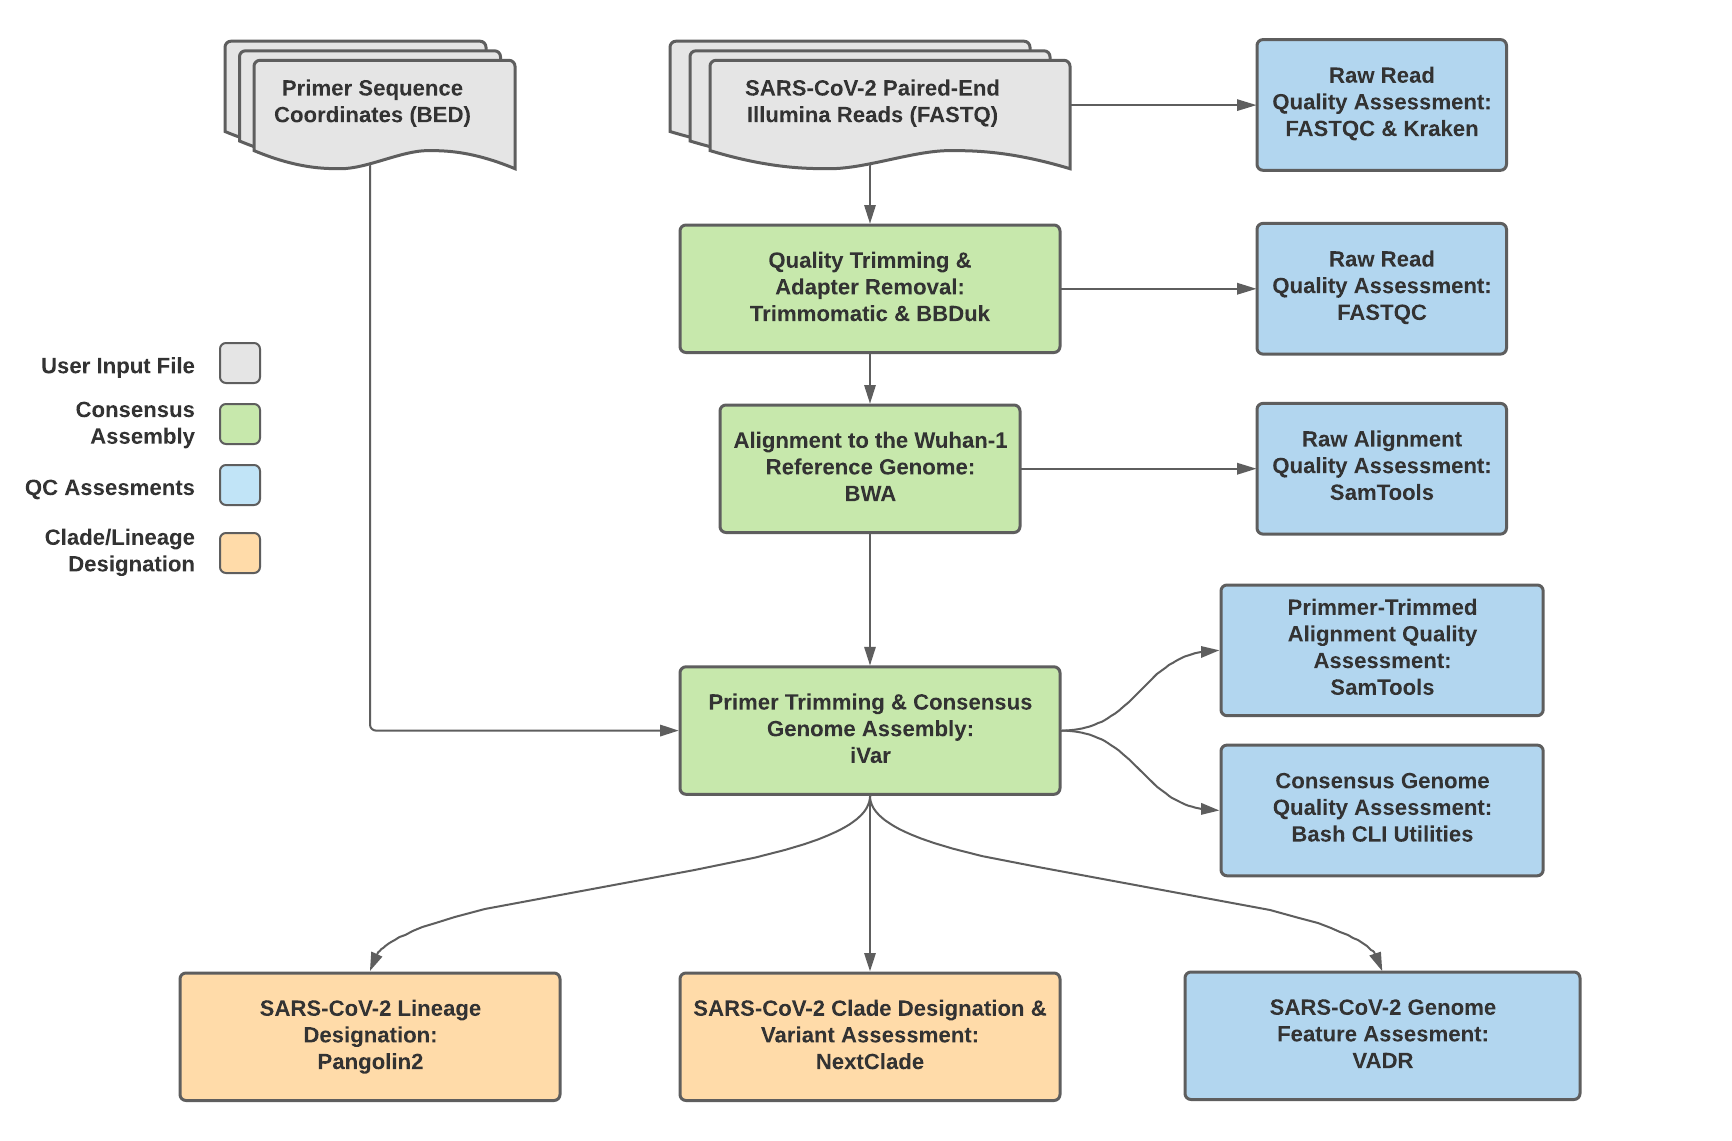 Primer Sequence
Coordinates (BED)
SARS-CoV-2 Paired-End
Illumina Reads (FASTQ)
Raw Read
Quality Assessment:
FASTQC & Kraken
Quality Trimming &
Adapter Removal:
Trimmomatic & BBDuk
Raw Read
Quality Assessment:
FASTQC
User Input File
Consensus
Assembly
QC Assesments
Clade/Lineage
Designation
Alignment to the Wuhan-1
Reference Genome:
BWA
Raw Alignment
Quality Assessment:
SamTools
Primmer-Trimmed
Alignment Quality
Assessment:
SamTools
Primer Trimming & Consensus
Genome Assembly:
iVar
Consensus Genome
Quality Assessment:
Bash CLI Utilities
SARS-CoV-2 Lineage
Designation:
Pangolin2
SARS-CoV-2 Clade Designation &
Variant Assessment:
NextClade
SARS-CoV-2 Genome
Feature Assesment:
VADR